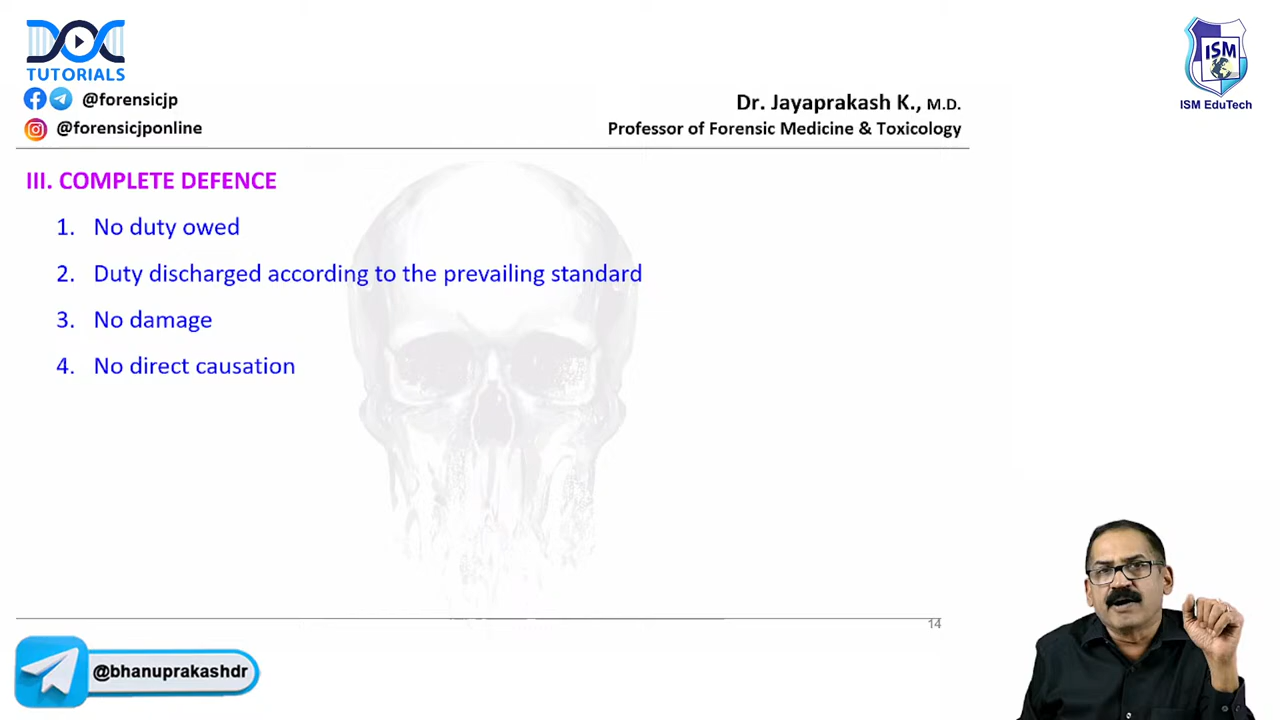 DOC
TUTORIALS
@forensicjp
@forensicjponline
Dr. Jayaprakash K., M.D.
Professor of Forensic Medicine & Toxicology
ISM
ISM EduTech
III. COMPLETE DEFENCE
1. No duty owed
2. Duty discharged according to the prevailing standard
3. No damage
4. No direct causation
14
@bhanuprakashdr